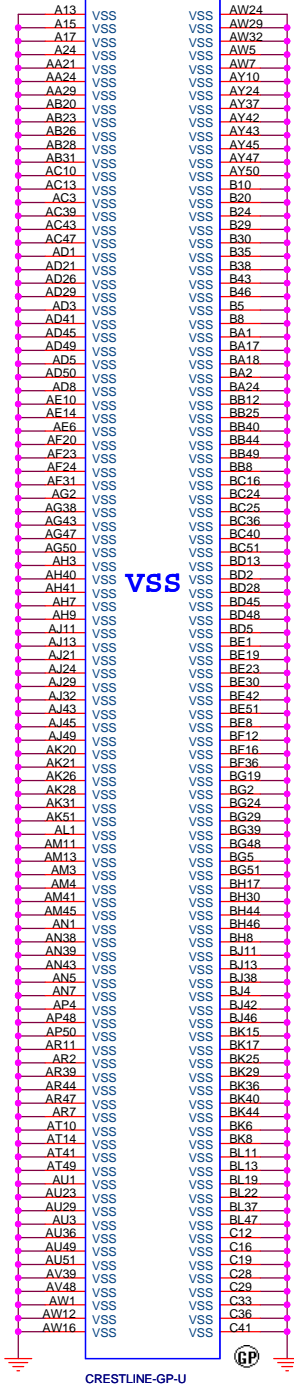 A13 VSS VSS AW24
A15 VSS VSS AW29
A17 VSS VSS AW32
A24 VSS VSS AW5
AA21 VSS VSS AW7
AA24 VSS VSS AY10
AA29 VSS VSS AY24
AB20 VSS VSS AY37
AB23 VSS VSS AY42
AB26 VSS VSS AY43
AB28 VSS VSS AY45
AB31 VSS VSS AY47
AC10 VSS VSS AY50
AC13 VSS VSS B10
AC3 VSS VSS B20
AC39 VSS VSS B24
AC43 VSS VSS B29
AC47 VSS VSS B30
AD1 VSS VSS B35
AD21 VSS VSS B38
AD26 VSS VSS B43
AD29 VSS VSS B46
AD3 VSS VSS B5
AD41 VSS VSS B8
AD45 VSS VSS BA1
AD49 VSS VSS BA17
AD5 VSS VSS BA18
AD50 VSS VSS BA2
AD8 VSS VSS BA24
AE10 VSS VSS BB12
AE14 VSS VSS BB25
AE6 VSS VSS BB40
AF20 VSS VSS BB44
AF23 VSS VSS BB49
AF24 VSS VSS BB8
AF31 VSS VSS BC16
AG2 VSS VSS BC24
AG38 VSS VSS BC25
AG43 VSS VSS BC36
AG47 VSS VSS BC40
AG50 VSS VSS BC51
AH3 VSS VSS BD13
AH40 VSS VSS VSS BD2
AH41 VSS VSS BD28
AH7 VSS VSS BD45
AH9 VSS VSS BD48
AJ11 VSS VSS BD5
AJ13 VSS VSS BE1
AJ21 VSS VSS BE19
AJ24 VSS VSS BE23
AJ29 VSS VSS BE30
AJ32 VSS VSS BE42
AJ43 VSS VSS BE51
AJ45 VSS VSS BE8
AJ49 VSS VSS BF12
AK20 VSS VSS BF16
AK21 VSS VSS BF36
AK26 VSS VSS BG19
AK28 VSS VSS BG2
AK31 VSS VSS BG24
AK51 VSS VSS BG29
AL1 VSS VSS BG39
AM11 VSS VSS BG48
AM13 VSS VSS BG5
AM3 VSS VSS BG51
AM4 VSS VSS BH17
AM41 VSS VSS BH30
AM45 VSS VSS BH44
AN1 VSS VSS BH46
AN38 VSS VSS BH8
AN39 VSS VSS BJ11
AN43 VSS VSS BJ13
AN5 VSS VSS BJ38
AN7 VSS VSS BJ4
AP4 VSS VSS BJ42
AP48 VSS VSS BJ46
AP50 VSS VSS BK15
AR11 VSS VSS BK17
AR2 VSS VSS BK25
AR39 VSS VSS BK29
AR44 VSS VSS BK36
AR47 VSS VSS BK40
AR7 VSS VSS BK44
AT10 VSS VSS BK6
AT14 VSS VSS BK8
AT41 VSS VSS BL11
AT49 VSS VSS BL13
AU1 VSS VSS BL19
AU23 VSS VSS BL22
AU29 VSS VSS BL37
AU3 VSS VSS BL47
AU36 VSS VSS C12
AU49 VSS VSS C16
AU51 VSS VSS C19
AV39 VSS VSS C28
AV48 VSS VSS C29
AW1 VSS VSS C33
AW12 VSS VSS C36
AW16 VSS VSS C41
GP
CRESTLINE-GP-U